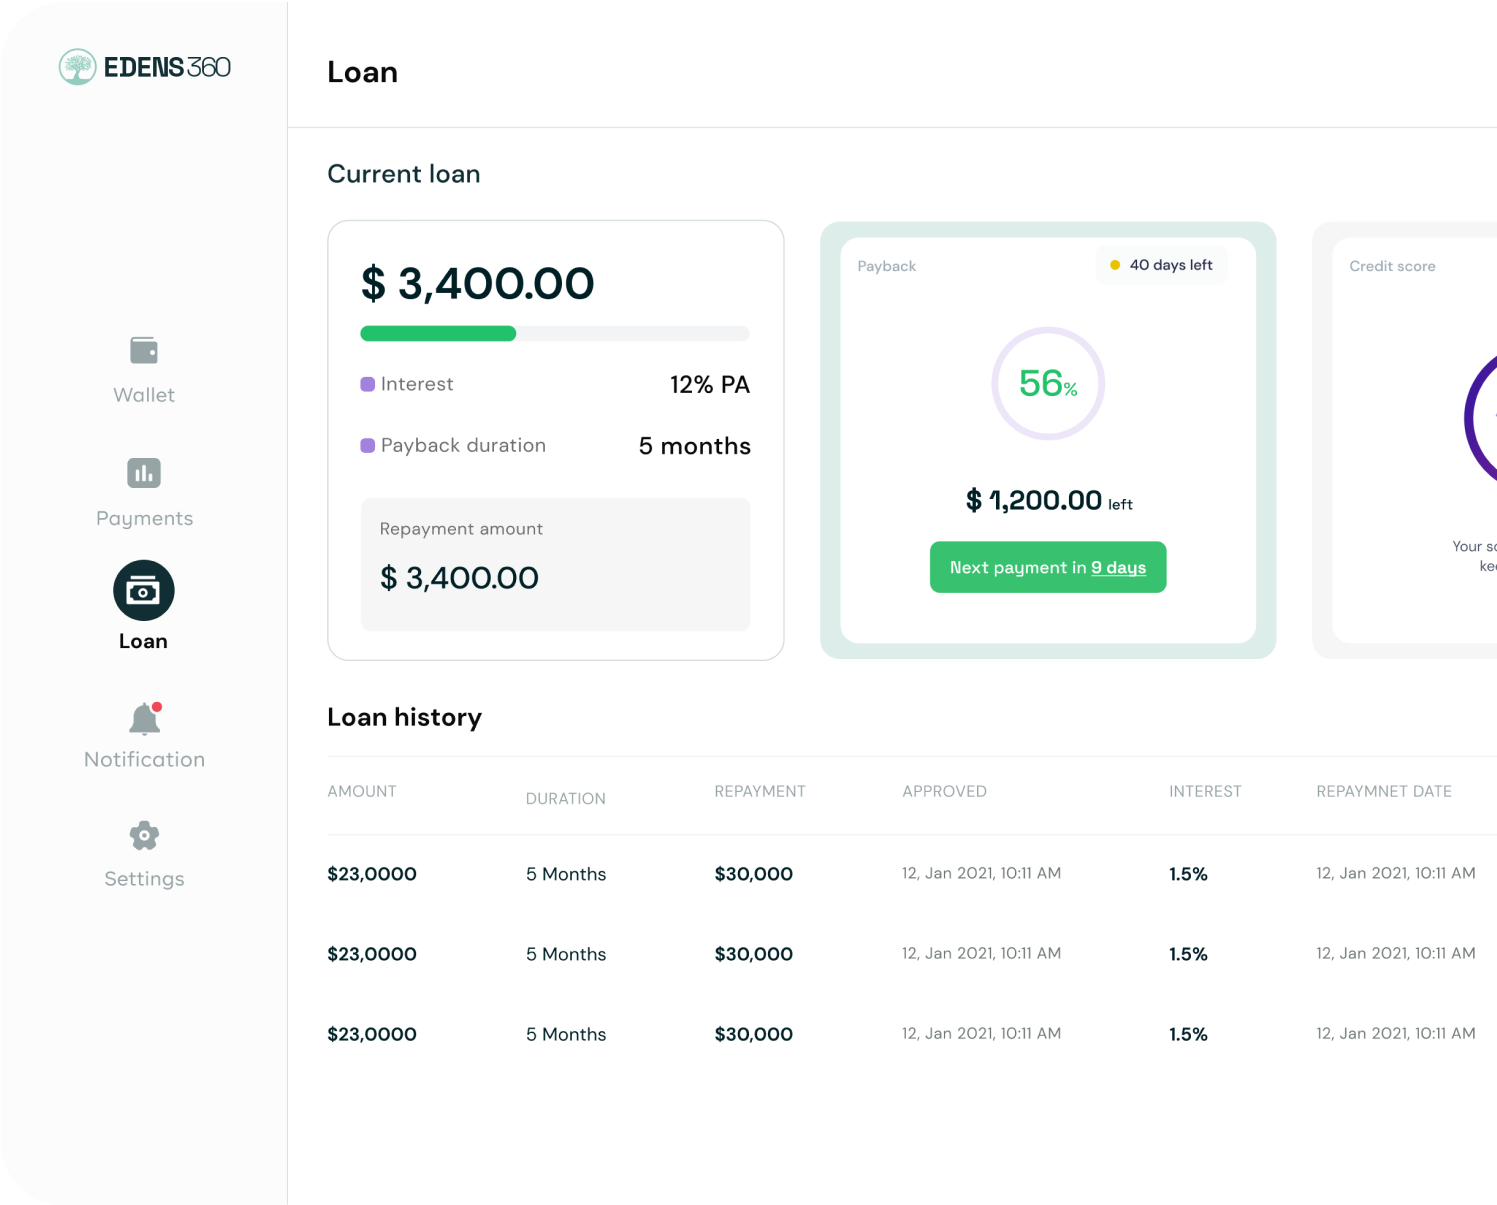 EDENS360
Loan
Current loan
$ 3,400.00
Interest 12% PA
Payback duration 5 months
Repayment amount
$ 3,400.00
Payback 40 days left
56%
$ 1,200.00 left
Next payment in 9 days
Credit score
Your
Wallet
Payments
Loan
Notification
Settings
Loan history
AMOUNT DURATION REPAYMENT APPROVED INTEREST REPAYMNET DATE
$23,0000 5 Months $30,000 12, Jan 2021, 10:11 AM 1.5% 12, Jan 2021, 10:11 AM
$23,0000 5 Months $30,000 12, Jan 2021, 10:11 AM 1.5% 12, Jan 2021, 10:11 AM
$23,0000 5 Months $30,000 12, Jan 2021, 10:11 AM 1.5% 12, Jan 2021, 10:11 AM